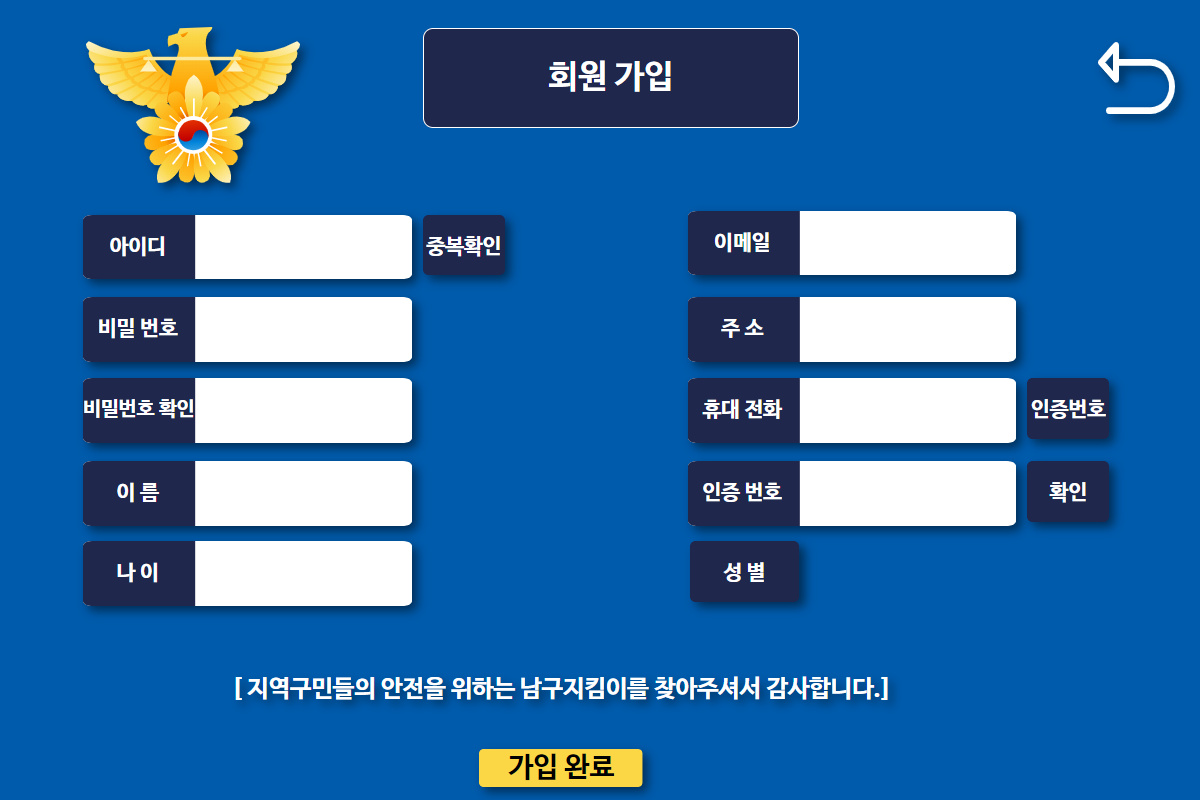 회원 가입
아이디
중복확인
비밀 번호
비밀번호 확인
이 름
나 이
이메일
주 소
휴대 전화
인증번호
인증 번호
확인
성 별
[ 지역구민들의 안전을 위하는 남구지킴이를 찾아주셔서 감사합니다.]
가입 완료